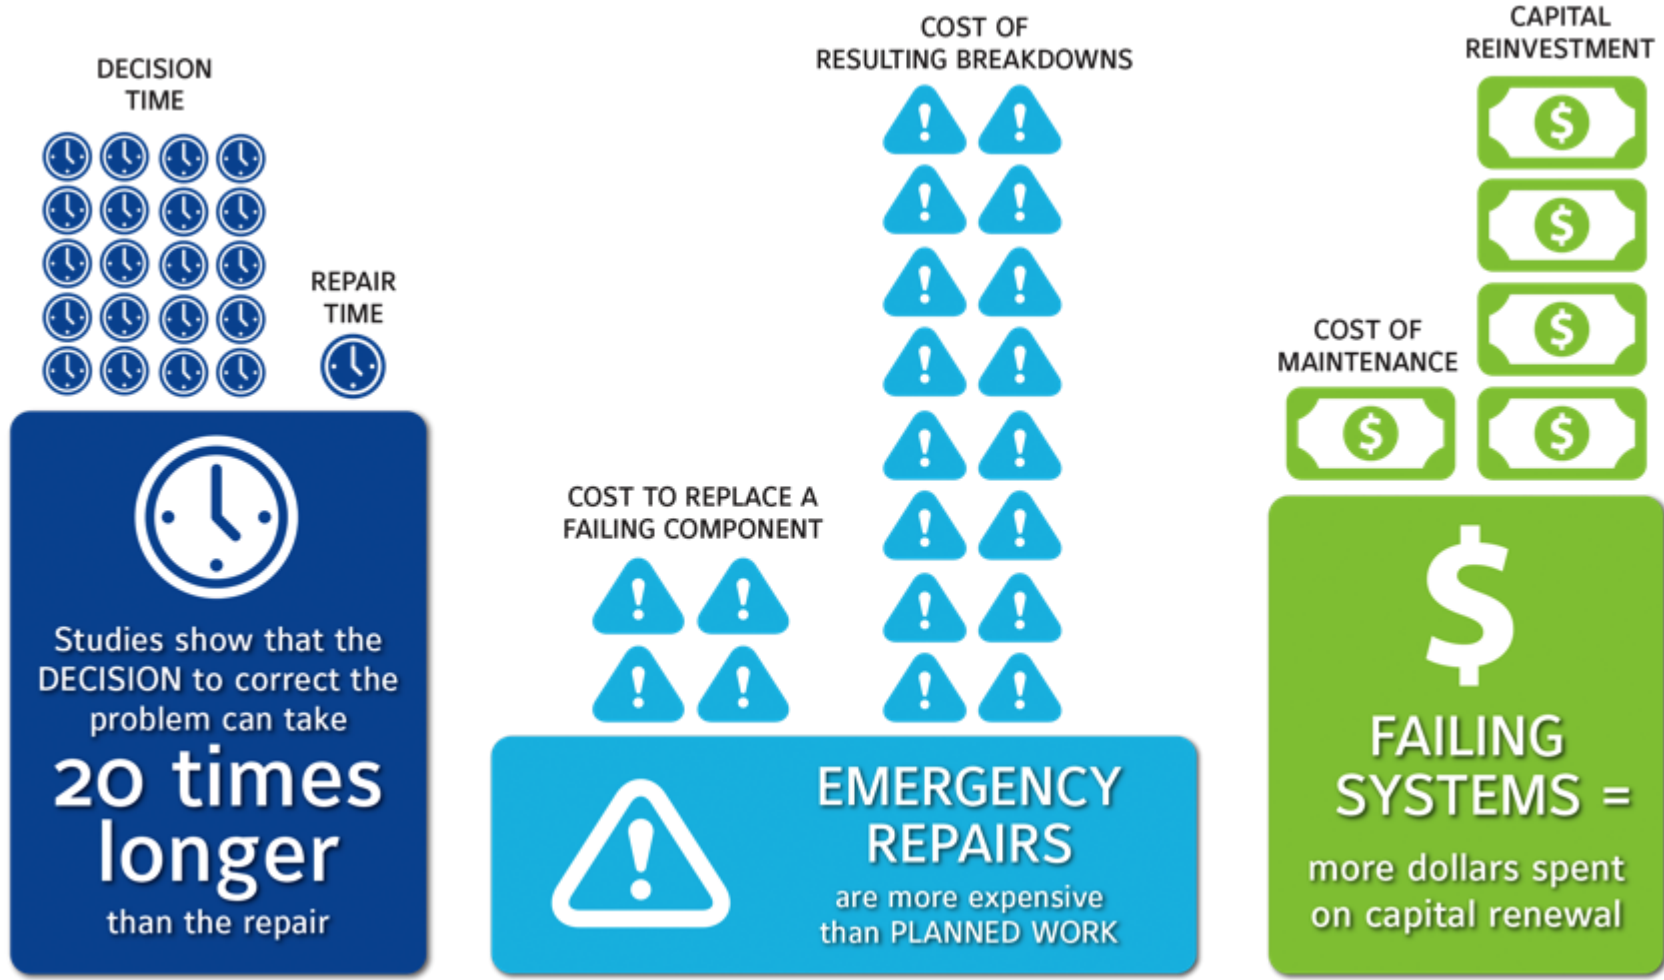 DECISION
TIME
REPAIR
TIME
Studies show that the
DECISION to correct the
problem can take
20 times
longer
than the repair
COST TO REPLACE A
FAILING COMPONENT
COST OF
RESULTING BREAKDOWNS
EMERGENCY
REPAIRS
are more expensive
than PLANNED WORK
COST OF
MAINTENANCE
CAPITAL
REINVESTMENT
$
$
$
$
$
$
FAILING
SYSTEMS =
more dollars spent
on capital renewal